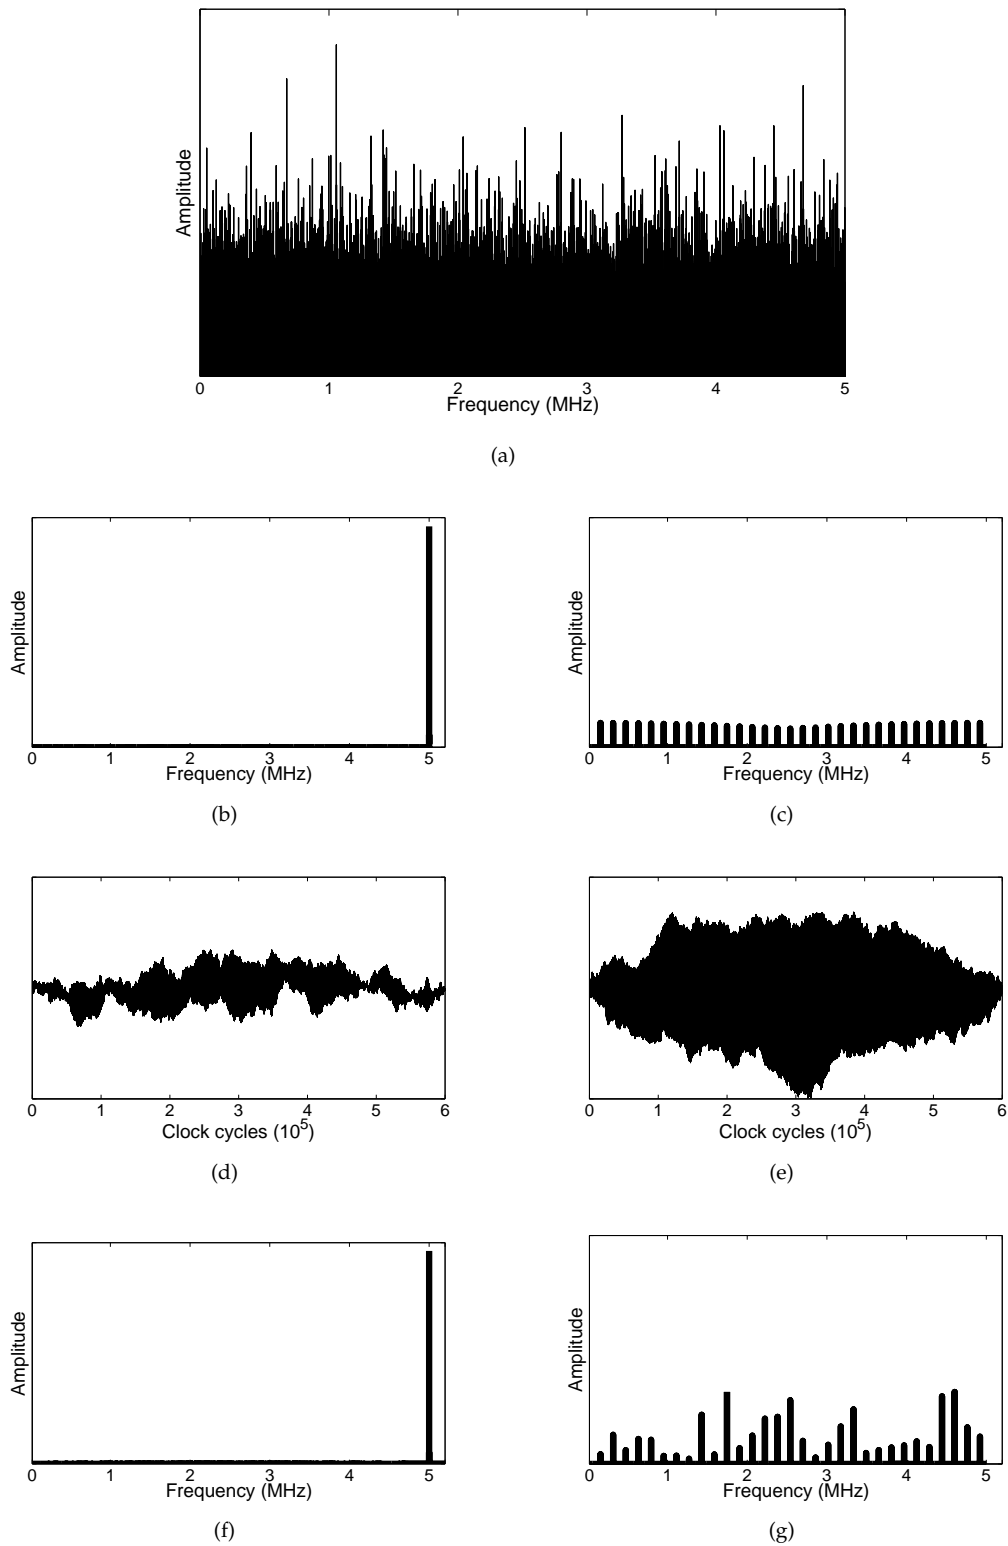 Amplitude
0 1 2 3 4 5
Frequency (MHz)
(a)
Amplitude
0 1 2 3 4 5
Frequency (MHz)
(b)
Amplitude
0 1 2 3 4 5
Frequency (MHz)
(c)
0 1 2 3 4 5 6
Clock cycles (10^5)
(d)
0 1 2 3 4 5 6
Clock cycles (10^5)
(e)
Amplitude
0 1 2 3 4 5
Frequency (MHz)
(f)
Amplitude
0 1 2 3 4 5
Frequency (MHz)
(g)